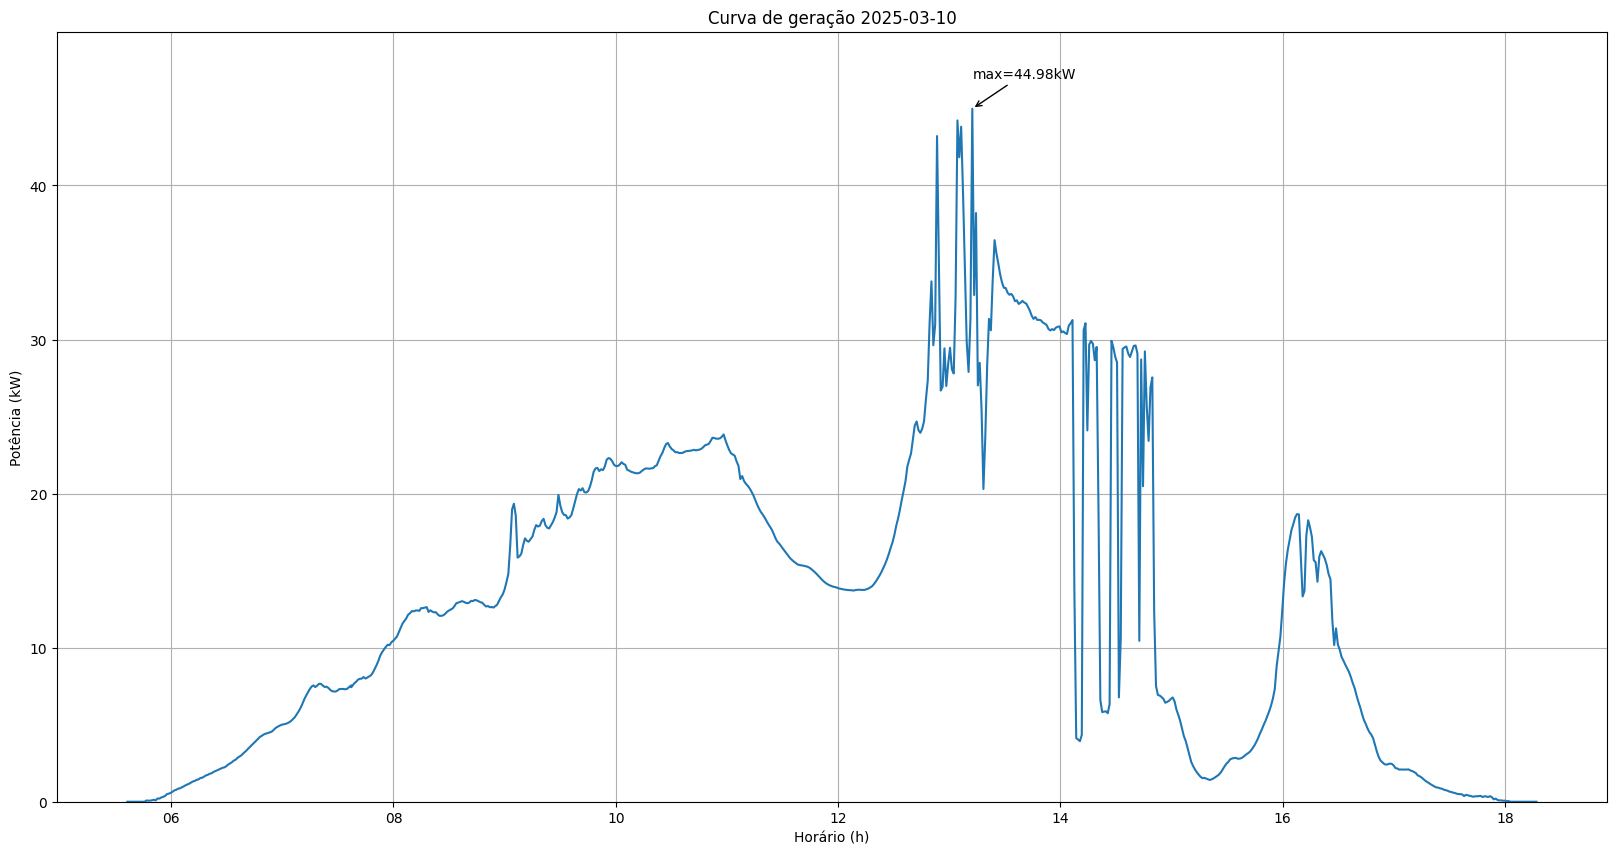 Curva de geração 2025-03-10
max=44.98kW
Potência (kW)
40
30
20
10
0
06 08 10 12 14 16 18
Horário (h)